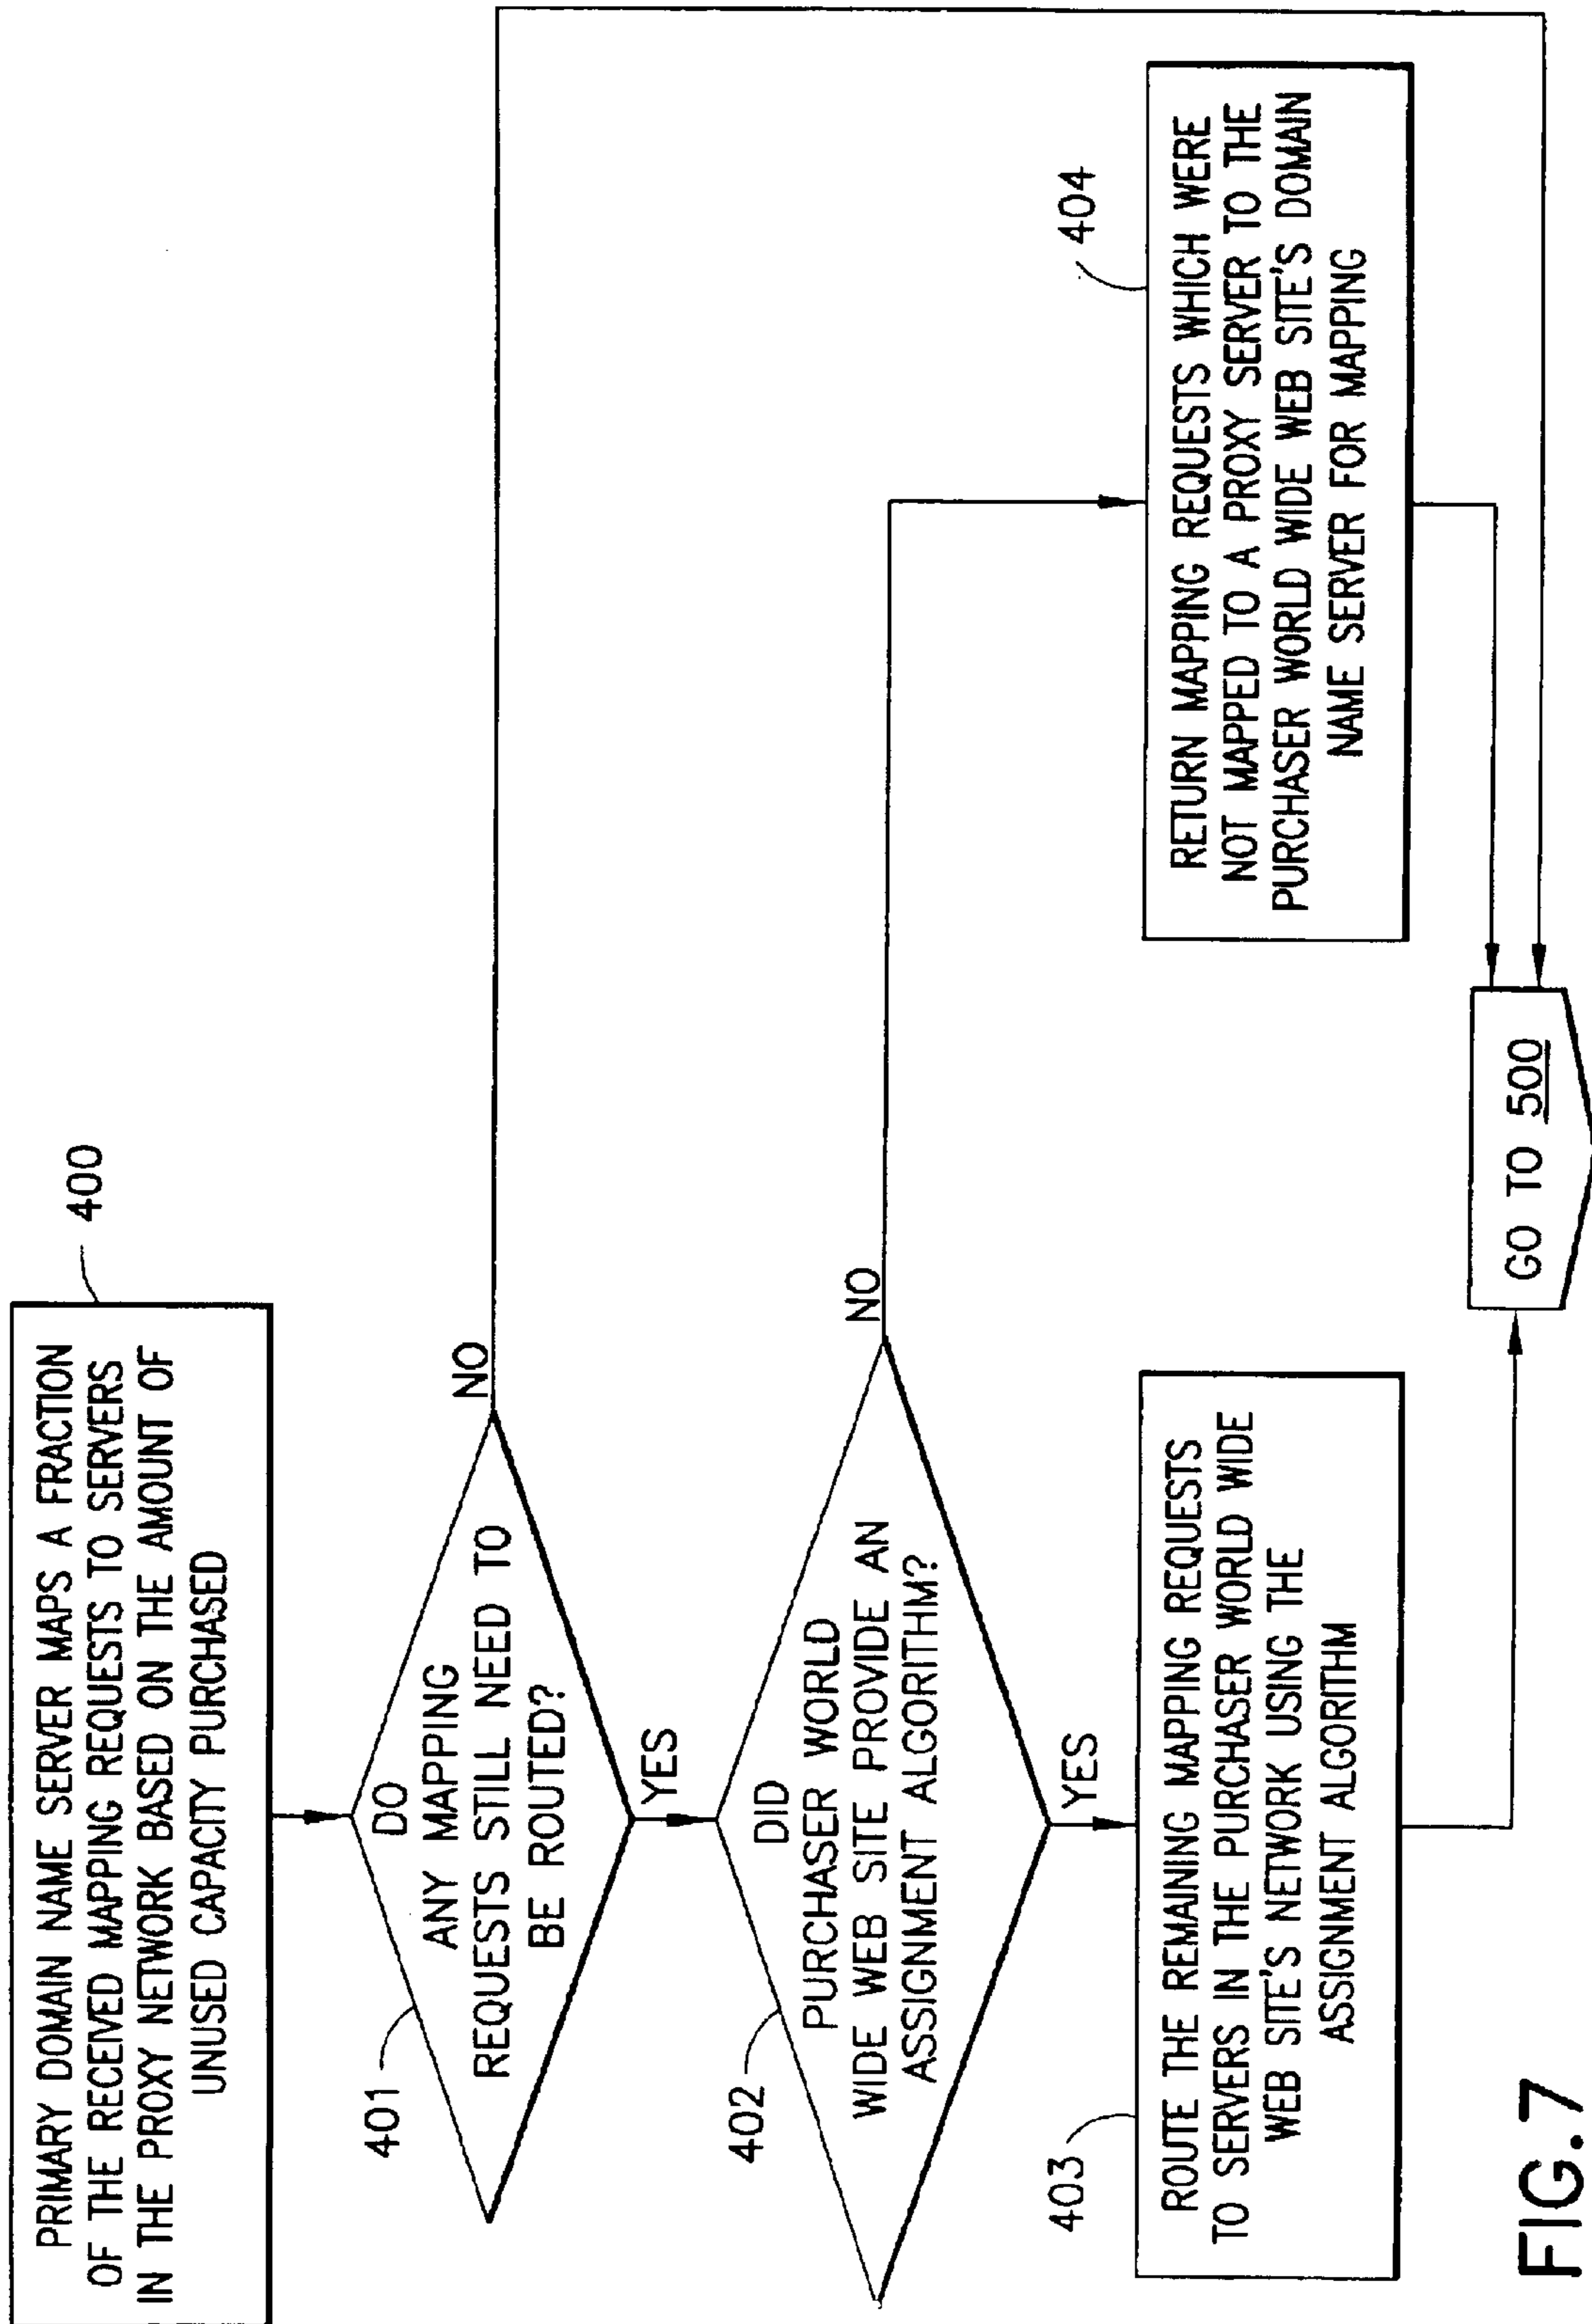 PRIMARY DOMAIN NAME SERVER MAPS A FRACTION
OF THE RECEIVED MAPPING REQUESTS TO SERVERS
IN THE PROXY NETWORK BASED ON THE AMOUNT OF
UNUSED CAPACITY PURCHASED
400
DO
ANY MAPPING
REQUESTS STILL NEED TO
BE ROUTED?
401
NO
YES
DID
PURCHASER WORLD
WIDE WEB SITE PROVIDE AN
ASSIGNMENT ALGORITHM?
402
NO
YES
ROUTE THE REMAINING MAPPING REQUESTS
TO SERVERS IN THE PURCHASER WORLD WIDE
WEB SITE'S NETWORK USING THE
ASSIGNMENT ALGORITHM
403
RETURN MAPPING REQUESTS WHICH WERE
NOT MAPPED TO A PROXY SERVER TO THE
PURCHASER WORLD WIDE WEB SITE'S DOMAIN
NAME SERVER FOR MAPPING
404
GO TO 500
FIG.7